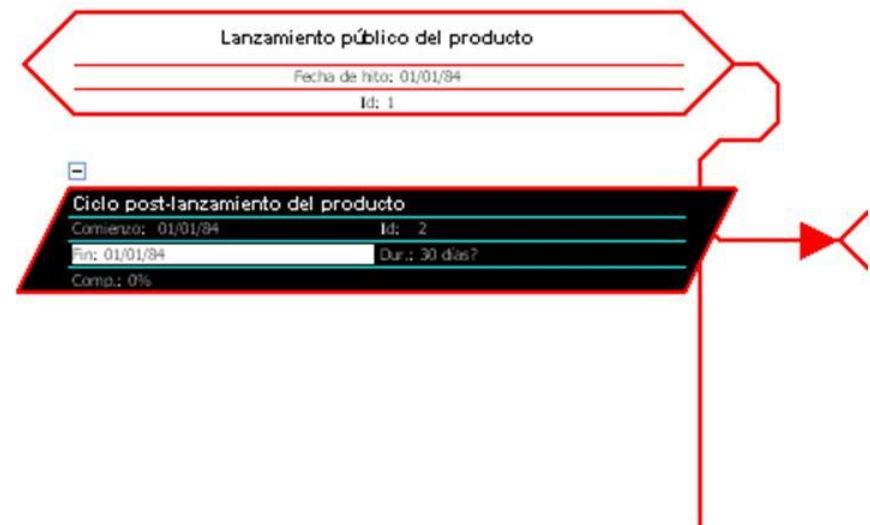 Lanzamiento público del producto
Fecha de hito: 01/01/84
Id: 1
Ciclo post-lanzamiento del producto
Comienzo: 01/01/84 Id: 2
Fin: 01/01/84 Dur.: 30 días?
Comp.: 0%